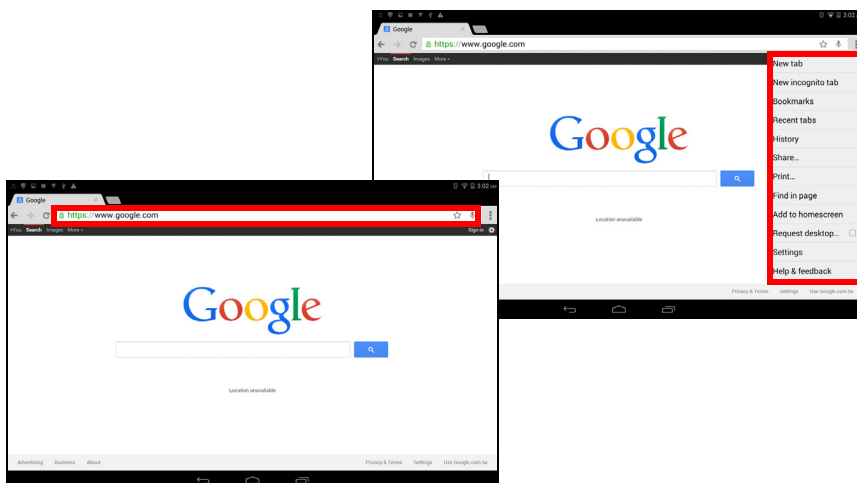 3:02
Google
https://www.google.com
+You Search Images More
New tab
New incognito tab
Bookmarks
Recent tabs
History
Share...
Print...
Find in page
Add to homescreen
Request desktop...
Settings
Help & feedback
Google
Location unavailable
Privacy & Terms Settings Use Google.com.tw
3:02 AM
Google
https://www.google.com
+You Search Images More
Sign in
Google
Location unavailable
Advertising Business About Privacy & Terms Settings Use Google.com.tw